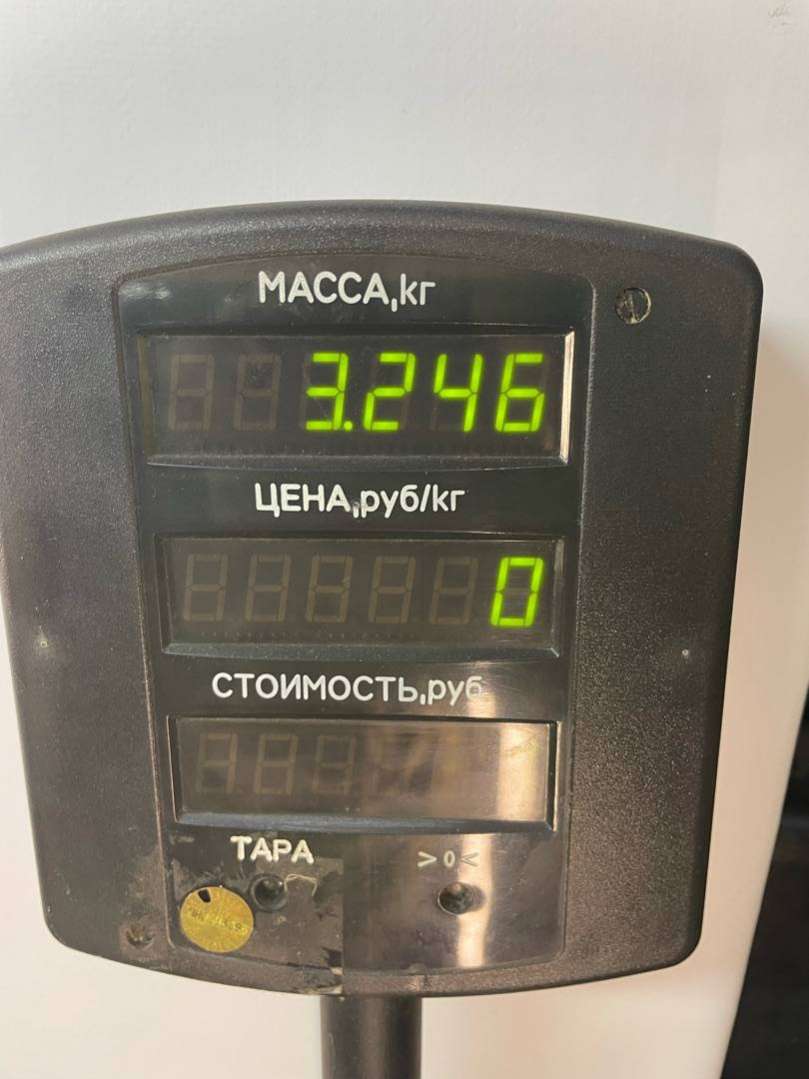 МАССА,кг
3.246
ЦЕНА,руб/кг
0
СТОИМОСТЬ,руб
ТАРА
>0<